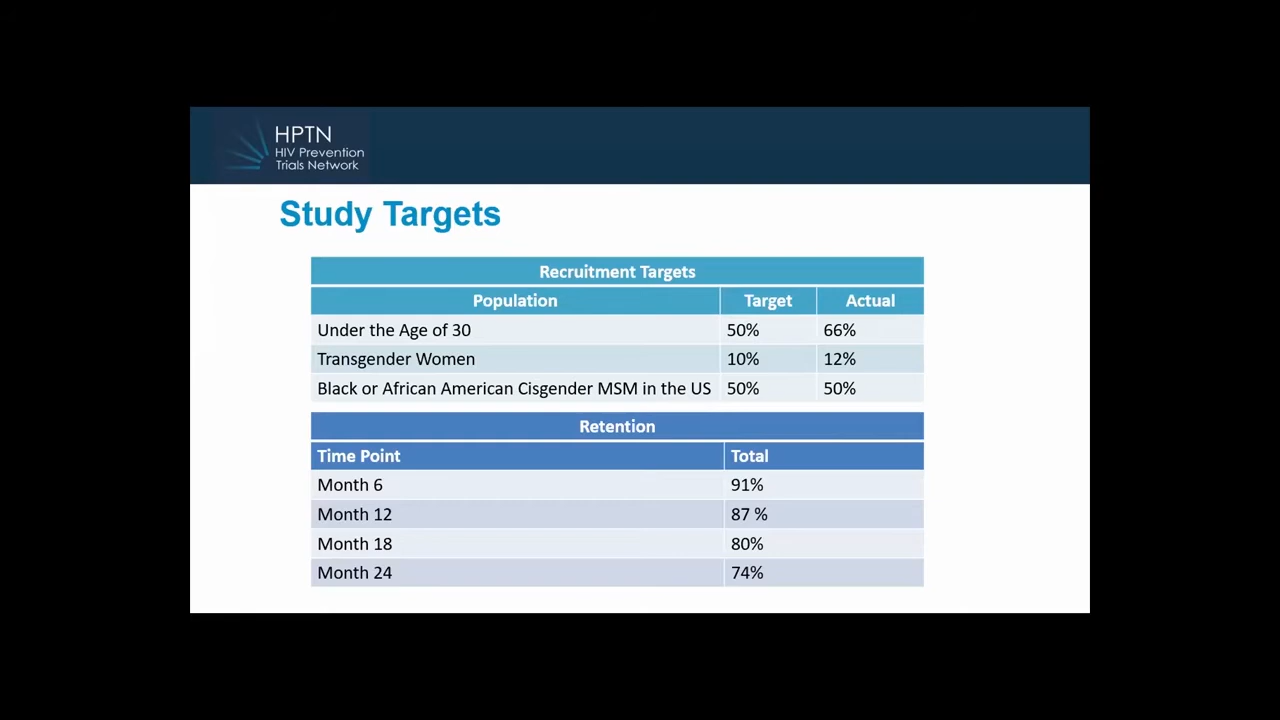 HPTN
HIV Prevention
Trials Network
Study Targets
Recruitment Targets
Population Target Actual
Under the Age of 30 50% 66%
Transgender Women 10% 12%
Black or African American Cisgender MSM in the US 50% 50%
Retention
Time Point Total
Month 6 91%
Month 12 87 %
Month 18 80%
Month 24 74%